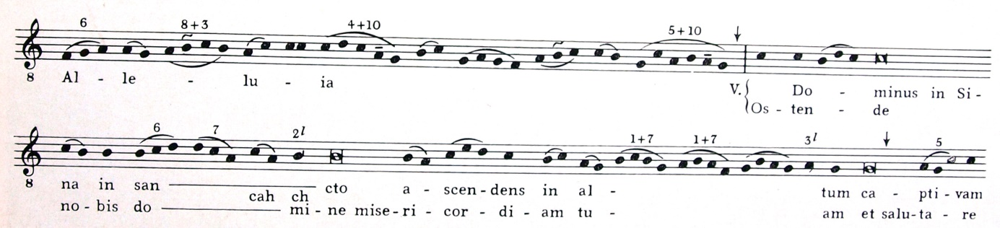 6 8+3 4+10 5+10
8 Al - le - lu - ia
V. { Do - minus in Si -
Os - ten - de
6 7 2l 1+7 1+7 3l 5
8 na in san cto a - scen - dens in al - tum ca - pti - vam
cah ch
no - bis do mi - ne mise - ri - cor - di - am tu - am et salu - ta - re